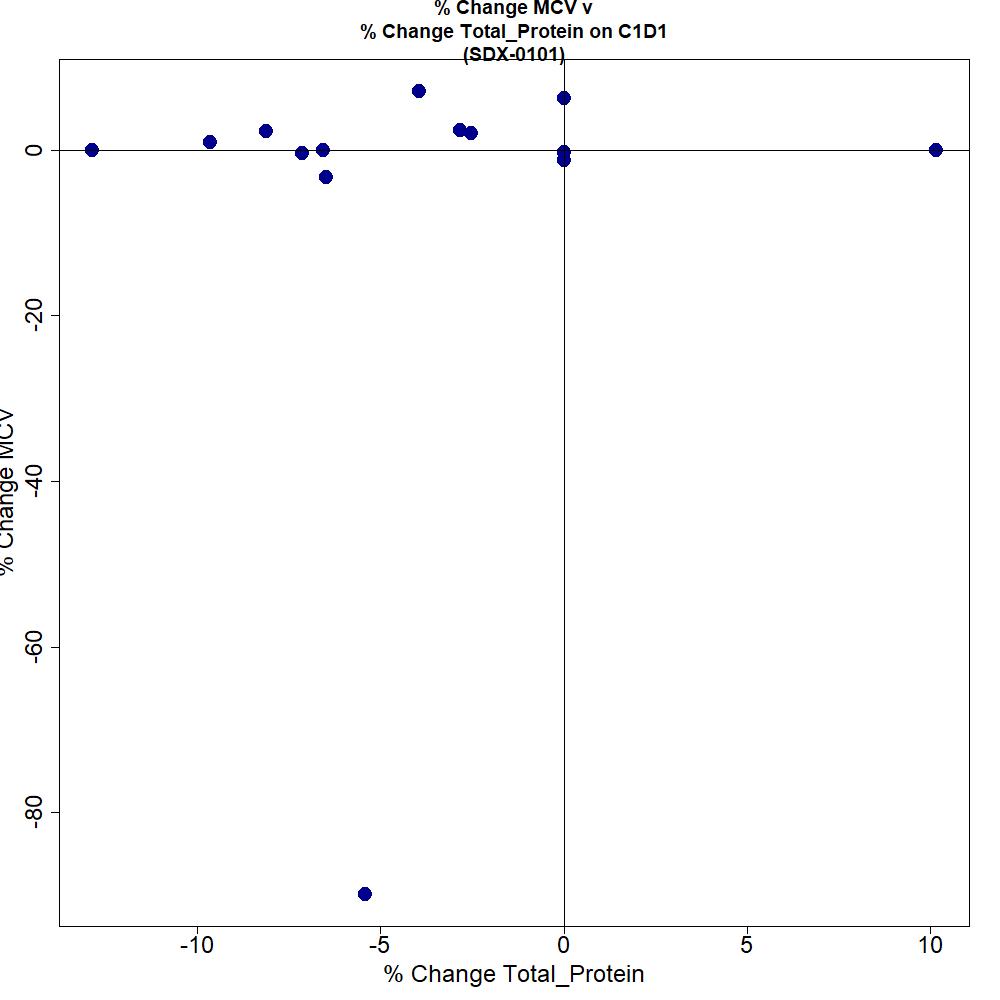 % Change MCV v
% Change Total_Protein on C1D1
(SDX-0101)
0
-20
-40
-60
-80
% Change MCV
-10
-5
0
5
10
% Change Total_Protein